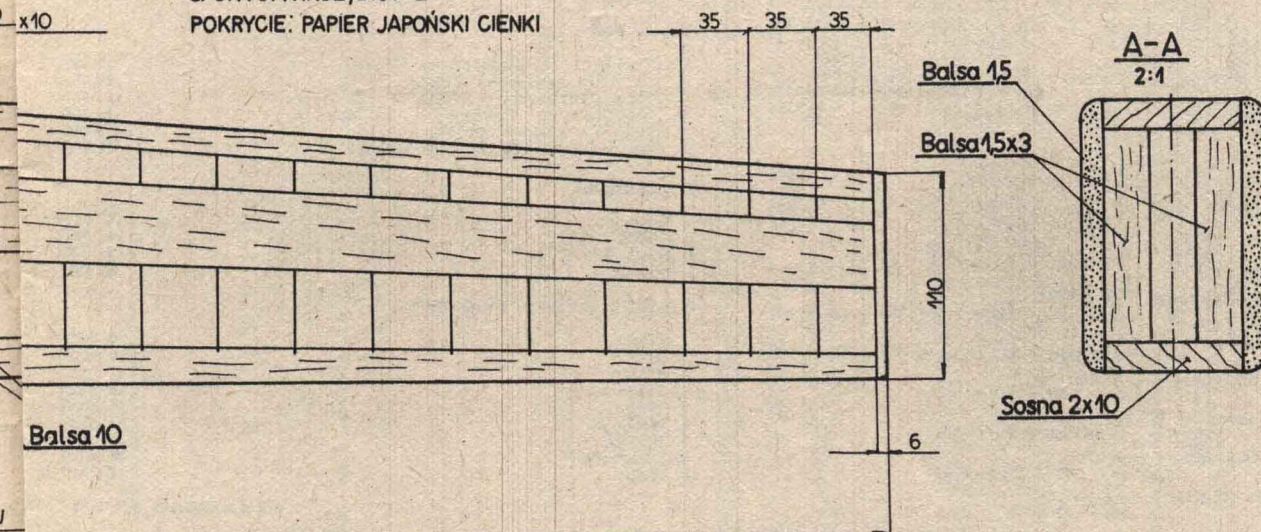 x10
POKRYCIE: PAPIER JAPOŃSKI CIENKI
35 35 35
A-A
2:1
Balsa 1,5
Balsa 1,5x3
110
Sosna 2x10
6
Balsa 10